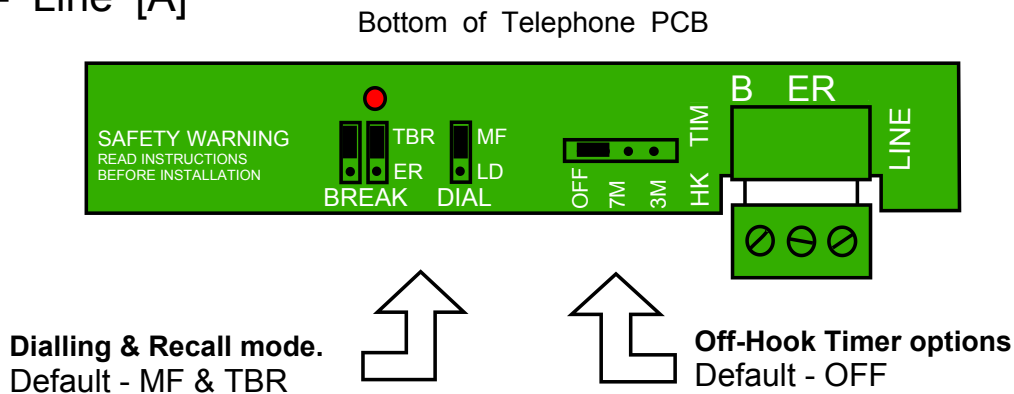 - Line [A]
Bottom of Telephone PCB
B ER
SAFETY WARNING
READ INSTRUCTIONS
BEFORE INSTALLATION
TBR
ER
BREAK
MF
LD
DIAL
OFF
7M
3M
HK TIM
LINE
Dialling & Recall mode.
Default - MF & TBR
Off-Hook Timer options
Default - OFF